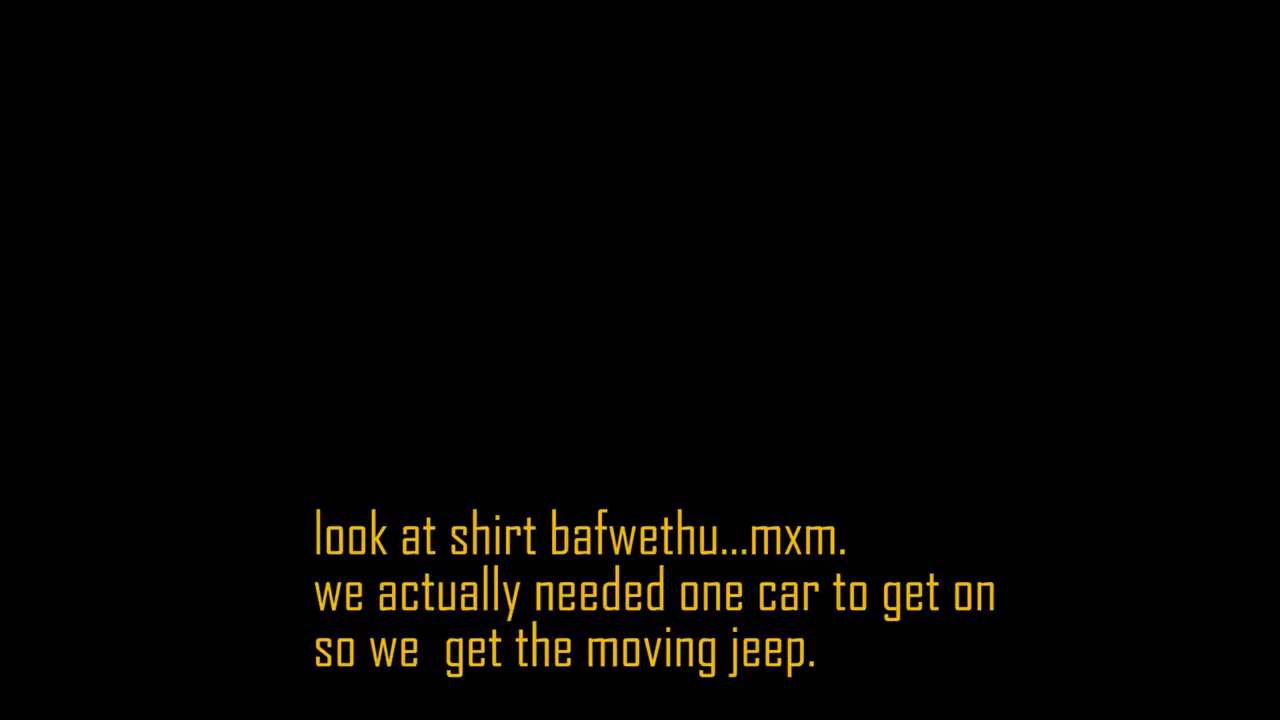 look at shirt bafwethu...mxm.
we actually needed one car to get on
so we  get the moving jeep.